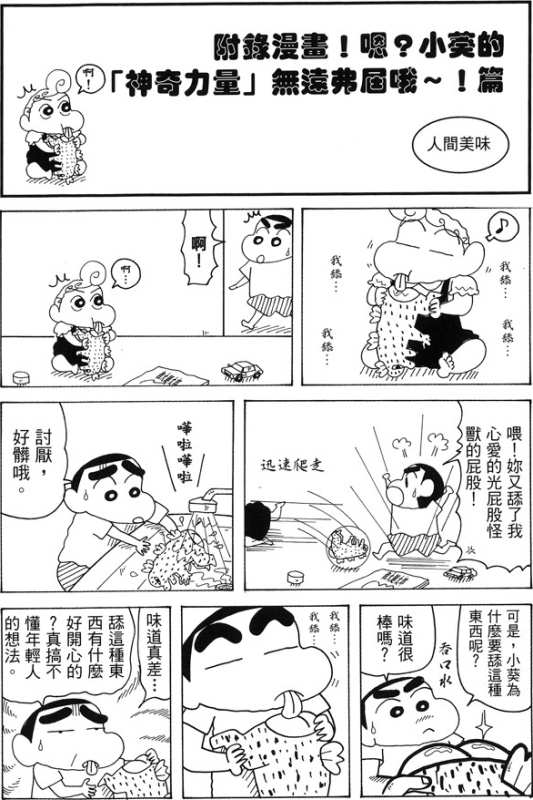 附錄漫畫！嗯？小葵的
「神奇力量」無遠弗屆哦～！篇
啊！
人間美味
♪
我舔…
我舔…
我舔…
我舔…
啊！
啊…
喂！妳又舔了我
心愛的光屁股怪
獸的屁股！
迅速爬走
嘩啦嘩啦
討厭，
好髒哦。
可是，小葵為
什麼要舔這種
東西呢？
味道很
棒嗎？
吞口水
我舔…
我舔…
味道真差…
舔這種東
西有什麼
好開心的
？真搞不
懂年輕人
的想法。